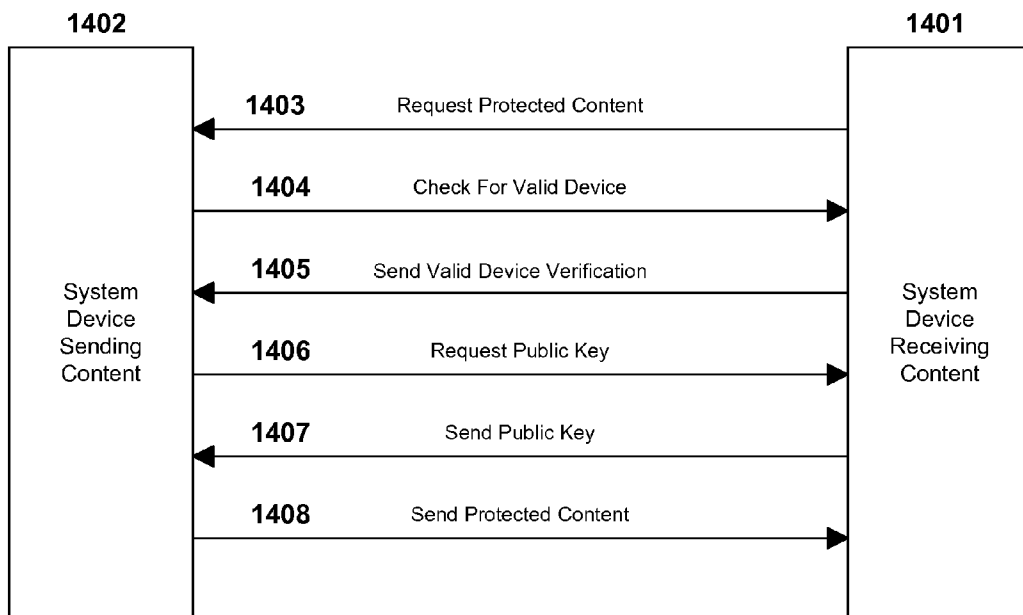 1402
1401
1403 Request Protected Content
1404 Check For Valid Device
1405 Send Valid Device Verification
System
Device
Sending
Content
System
Device
Receiving
Content
1406 Request Public Key
1407 Send Public Key
1408 Send Protected Content